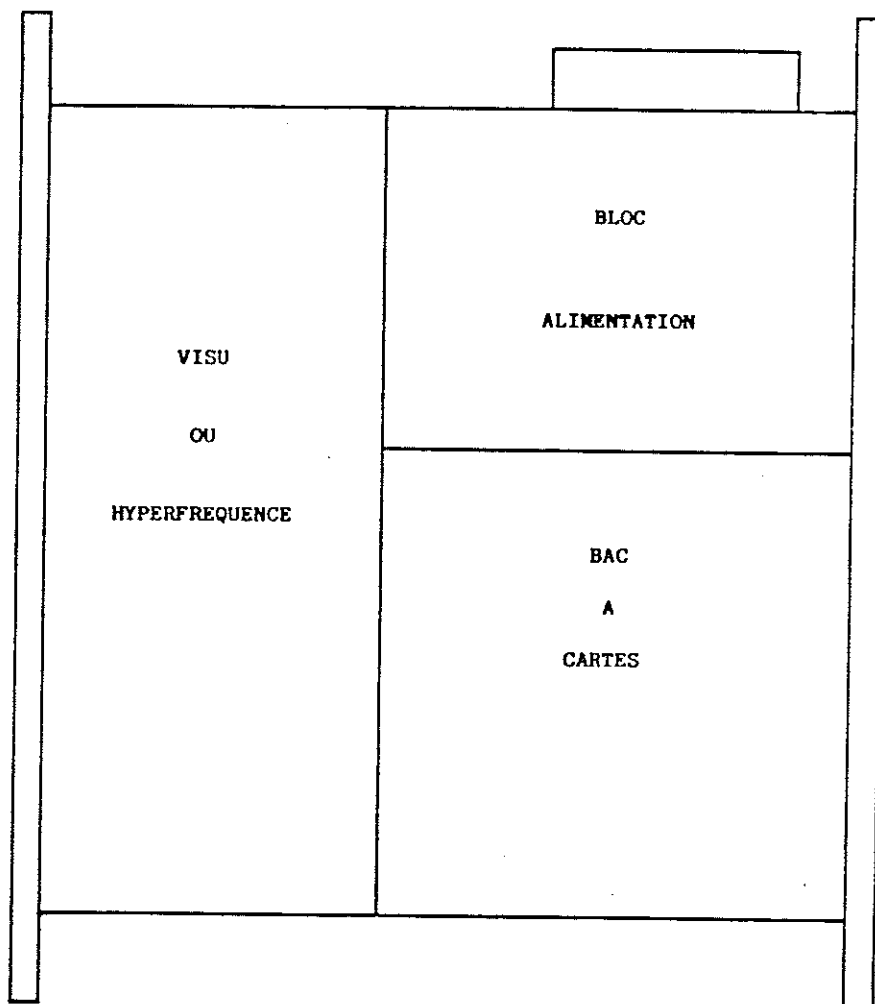 VISU
OU
HYPERFREQUENCE
BLOC
ALIMENTATION
BAC
A
CARTES